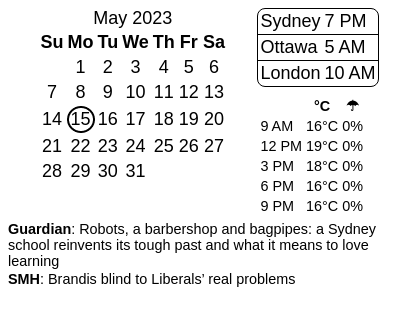 May 2023
Su Mo Tu We Th Fr Sa
1 2 3 4 5 6
7 8 9 10 11 12 13
14 15 16 17 18 19 20
21 22 23 24 25 26 27
28 29 30 31
Sydney 7 PM
Ottawa 5 AM
London 10 AM
°C ☂
9 AM 16°C 0%
12 PM 19°C 0%
3 PM 18°C 0%
6 PM 16°C 0%
9 PM 16°C 0%
Guardian: Robots, a barbershop and bagpipes: a Sydney
school reinvents its tough past and what it means to love
learning
SMH: Brandis blind to Liberals’ real problems